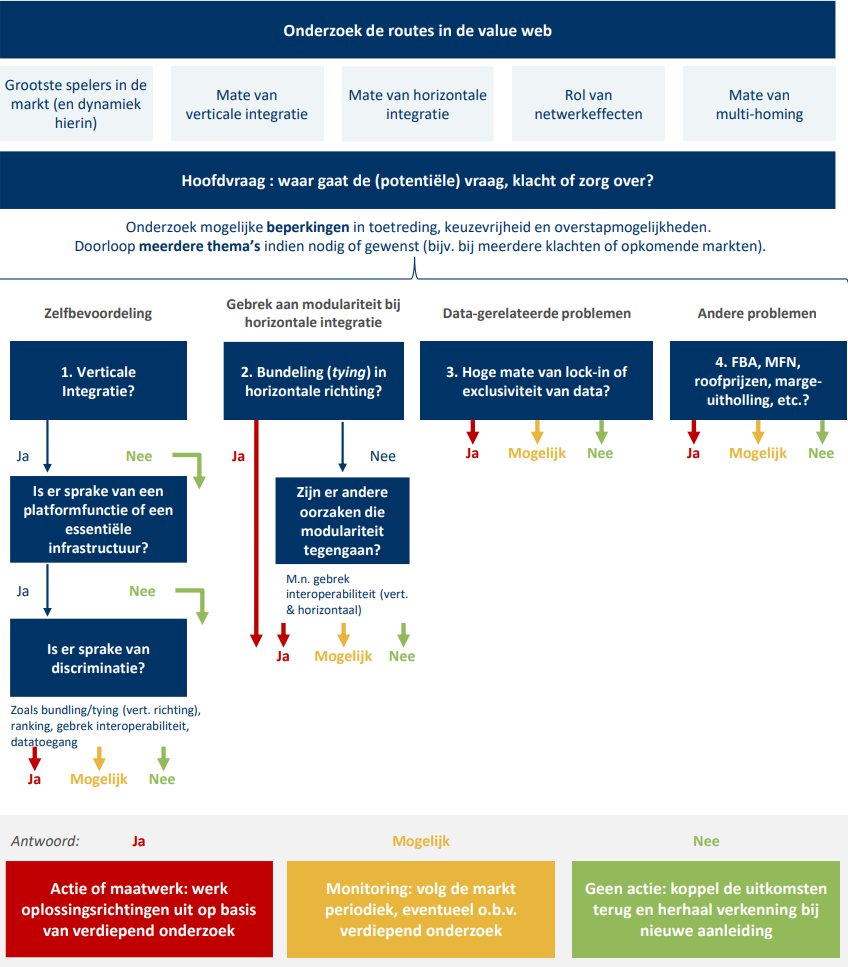 Onderzoek de routes in de value web
Grootste spelers in de
markt (en dynamiek
hierin)
Mate van
verticale integratie
Mate van horizontale
integratie
Rol van
netwerkeffecten
Mate van
multi-homing
Hoofdvraag : waar gaat de (potentiële) vraag, klacht of zorg over?
Onderzoek mogelijke beperkingen in toetreding, keuzevrijheid en overstapmogelijkheden.
Doorloop meerdere thema's indien nodig of gewenst (bijv. bij meerdere klachten of opkomende markten).
Zelfbevoordeling
1. Verticale
Integratie?
Ja
Nee
Is er sprake van een
platformfunctie of een
essentiële
infrastructuur?
Ja
Nee
Is er sprake van
discriminatie?
Zoals bundling/tying (vert. richting),
ranking, gebrek interoperabiliteit,
datatoegang
Ja
Mogelijk
Nee
Gebrek aan modulariteit bij
horizontale integratie
2. Bundeling (tying) in
horizontale richting?
Ja
Nee
Zijn er andere
oorzaken die
modulariteit
tegengaan?
M.n. gebrek
interoperabiliteit (vert.
& horizontaal)
Ja
Mogelijk
Nee
Data-gerelateerde problemen
3. Hoge mate van lock-in of
exclusiviteit van data?
Ja
Mogelijk
Nee
Andere problemen
4. FBA, MFN,
roofprijzen, marge-
uitholling, etc.?
Ja
Mogelijk
Nee
Antwoord:
Ja
Mogelijk
Nee
Actie of maatwerk: werk
oplossingsrichtingen uit op basis
van verdiepend onderzoek
Monitoring: volg de markt
periodiek, eventueel o.b.v.
verdiepend onderzoek
Geen actie: koppel de uitkomsten
terug en herhaal verkenning bij
nieuwe aanleiding